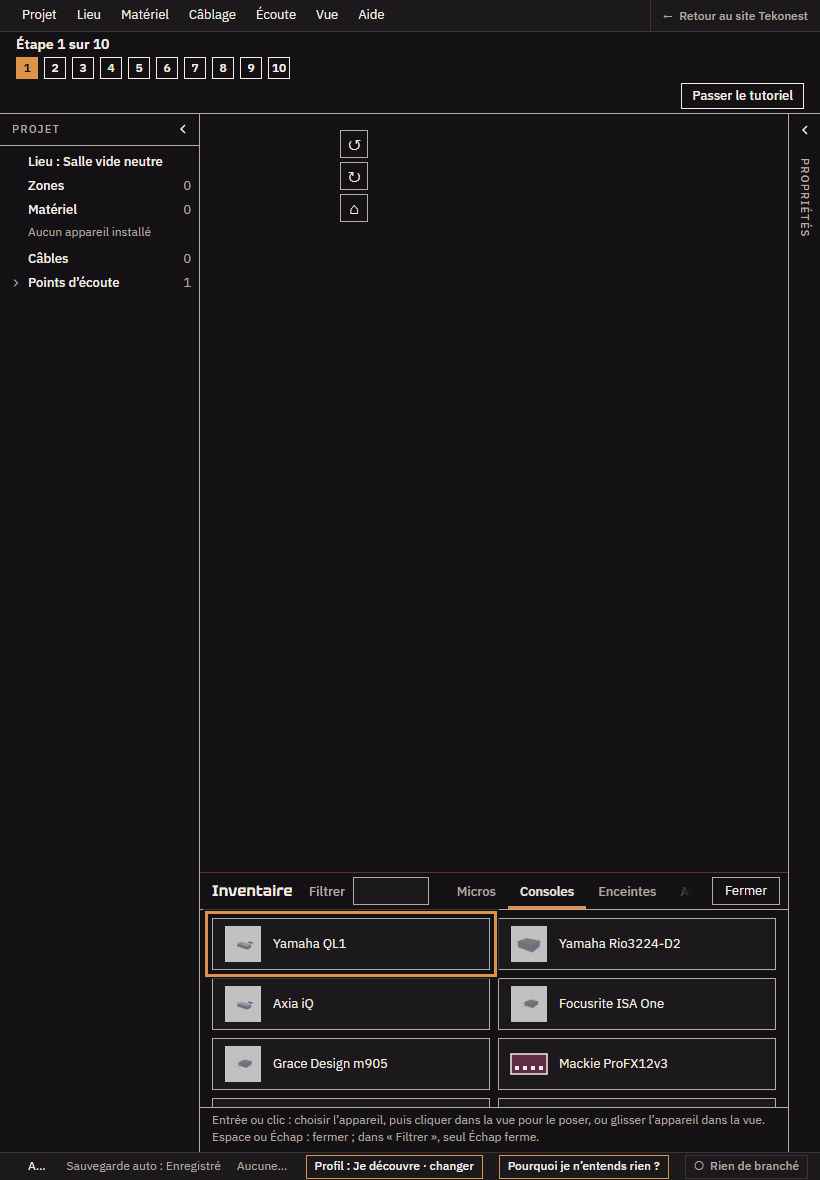 Projet Lieu Matériel Câblage Écoute Vue Aide ← Retour au site Tekonest
Étape 1 sur 10
1 2 3 4 5 6 7 8 9 10
Passer le tutoriel
PROJET
PROPRIÉTÉS
Lieu : Salle vide neutre
Zones 0
Matériel 0
Aucun appareil installé
Câbles 0
Points d’écoute 1
Inventaire Filtrer Micros Consoles Enceintes Fermer
Yamaha QL1 Yamaha Rio3224-D2
Axia iQ Focusrite ISA One
Grace Design m905 Mackie ProFX12v3
Entrée ou clic : choisir l’appareil, puis cliquer dans la vue pour le poser, ou glisser l’appareil dans la vue.
Espace ou Échap : fermer ; dans « Filtrer », seul Échap ferme.
A... Sauvegarde auto : Enregistré Aucune... Profil : Je découvre · changer Pourquoi je n’entends rien ? Rien de branché